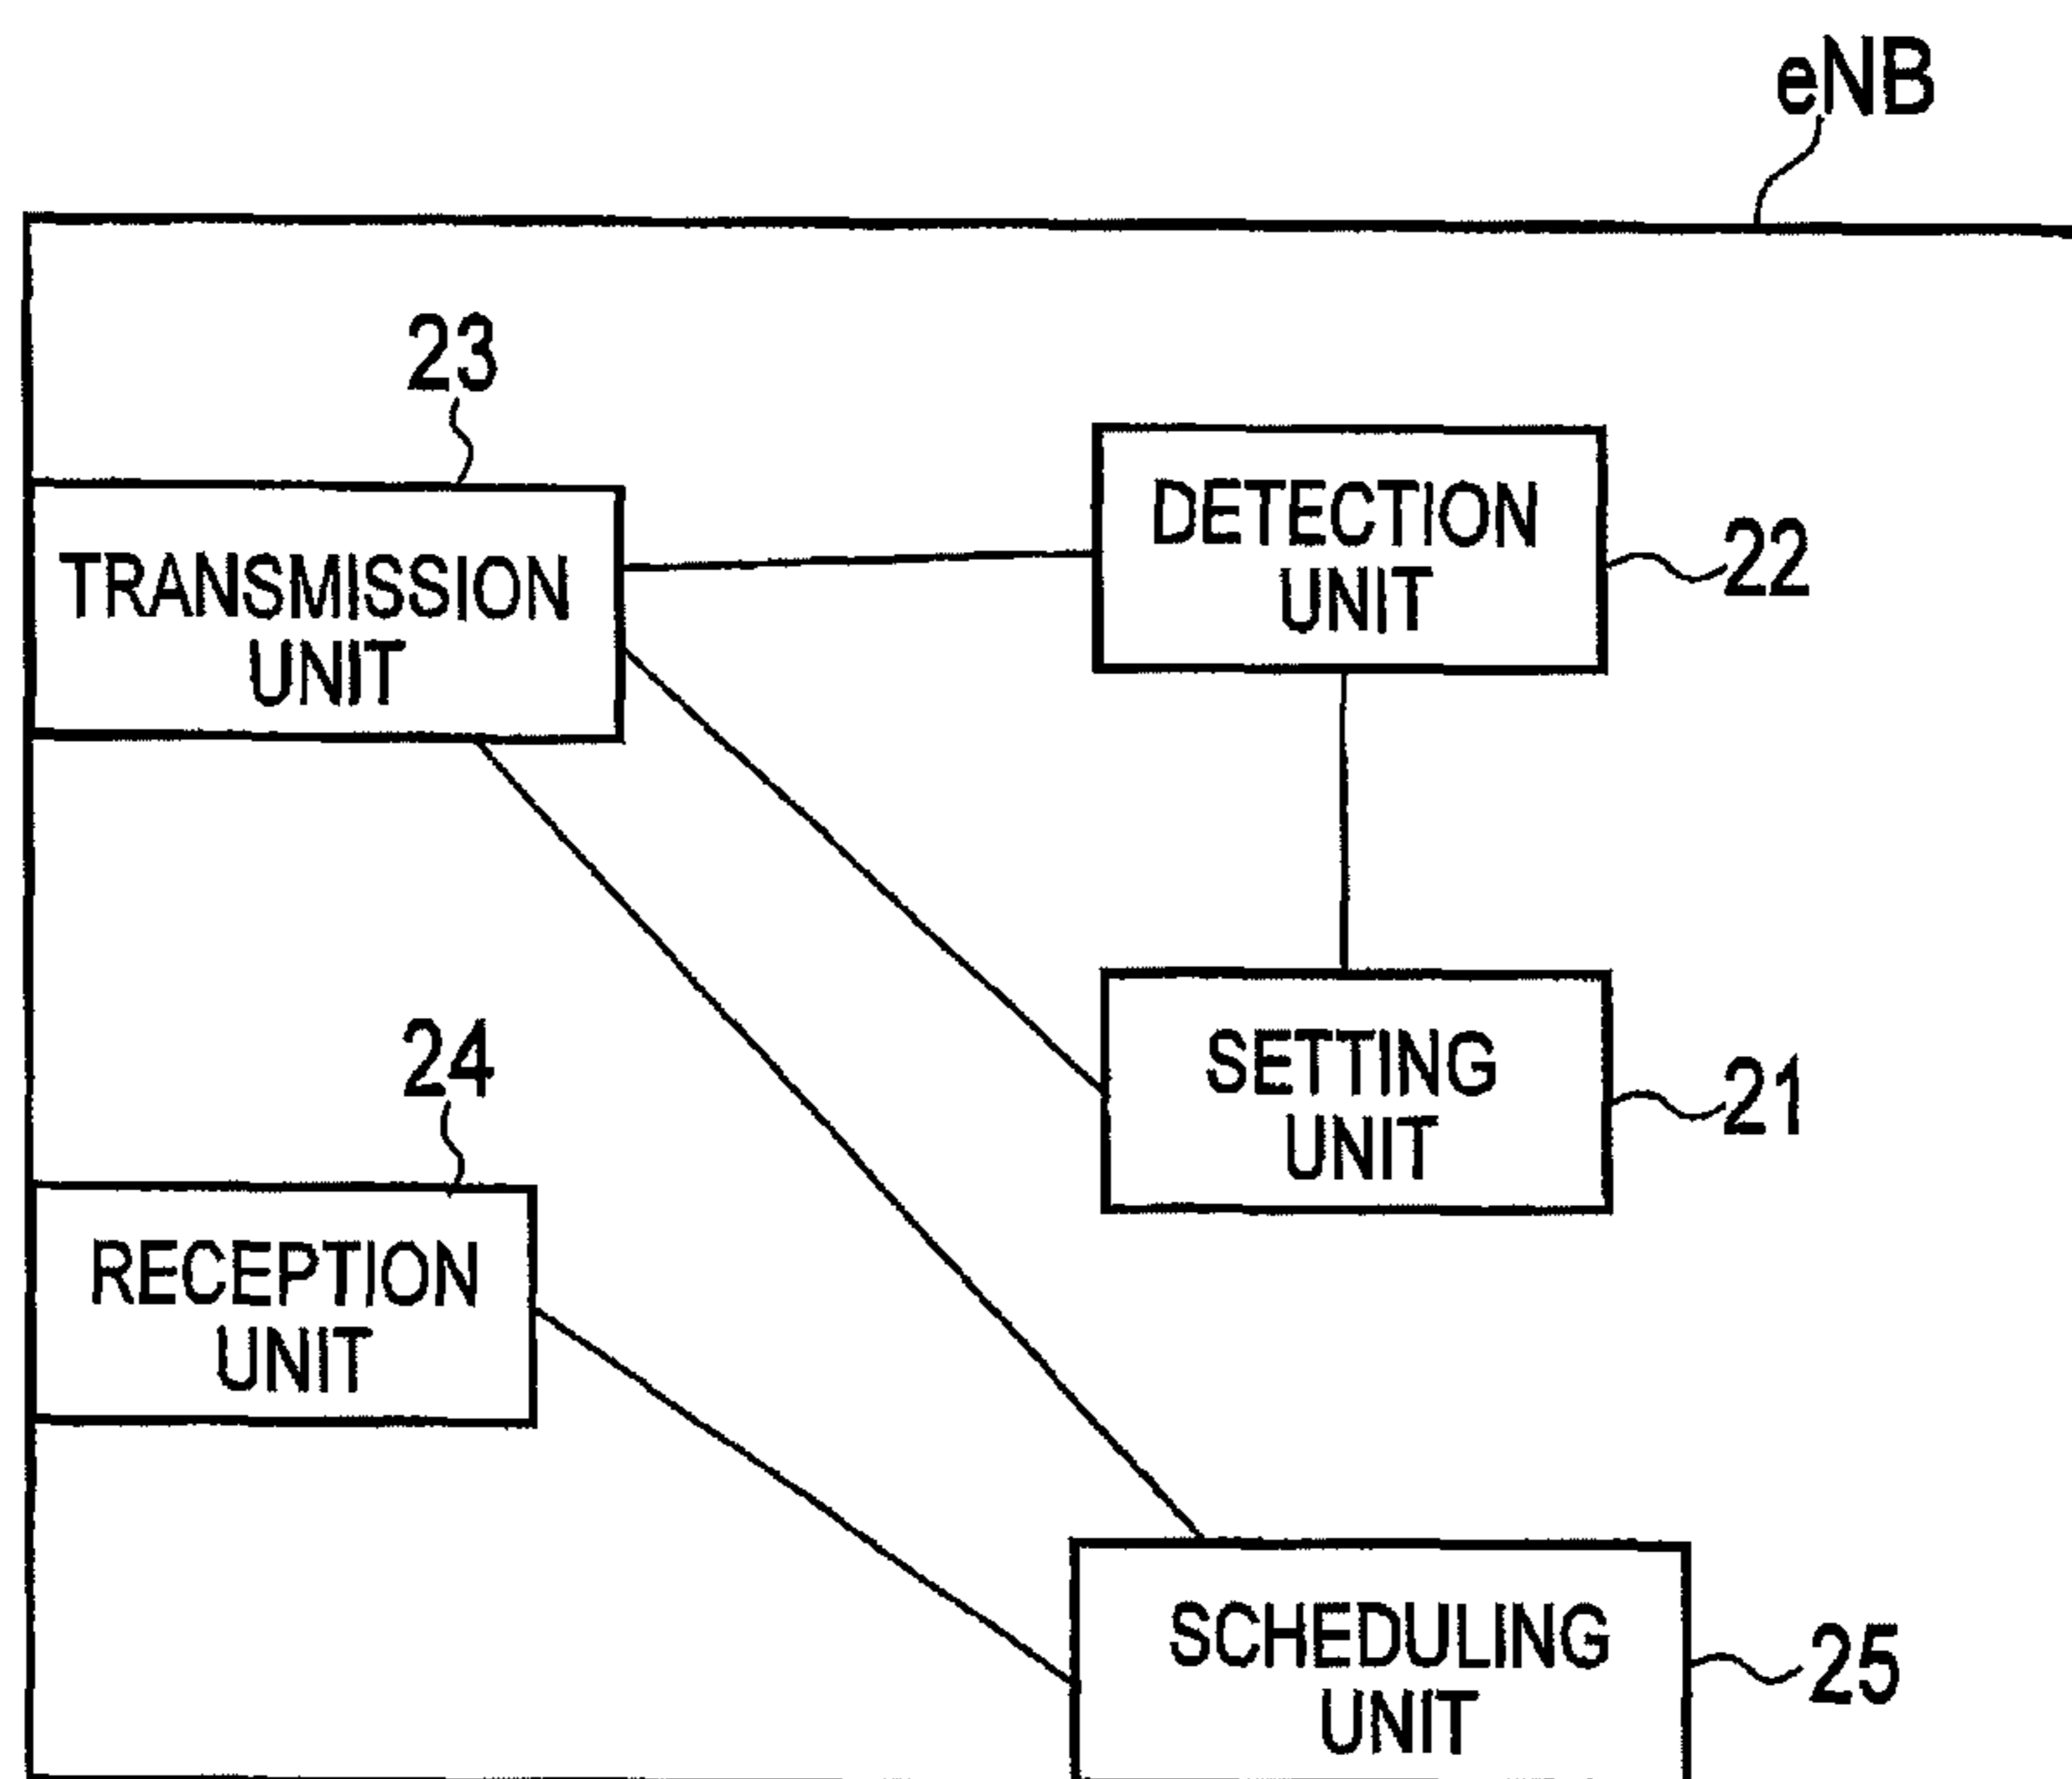 eNB
23
TRANSMISSION
UNIT
DETECTION
UNIT
22
SETTING
UNIT
21
24
RECEPTION
UNIT
SCHEDULING
UNIT
25